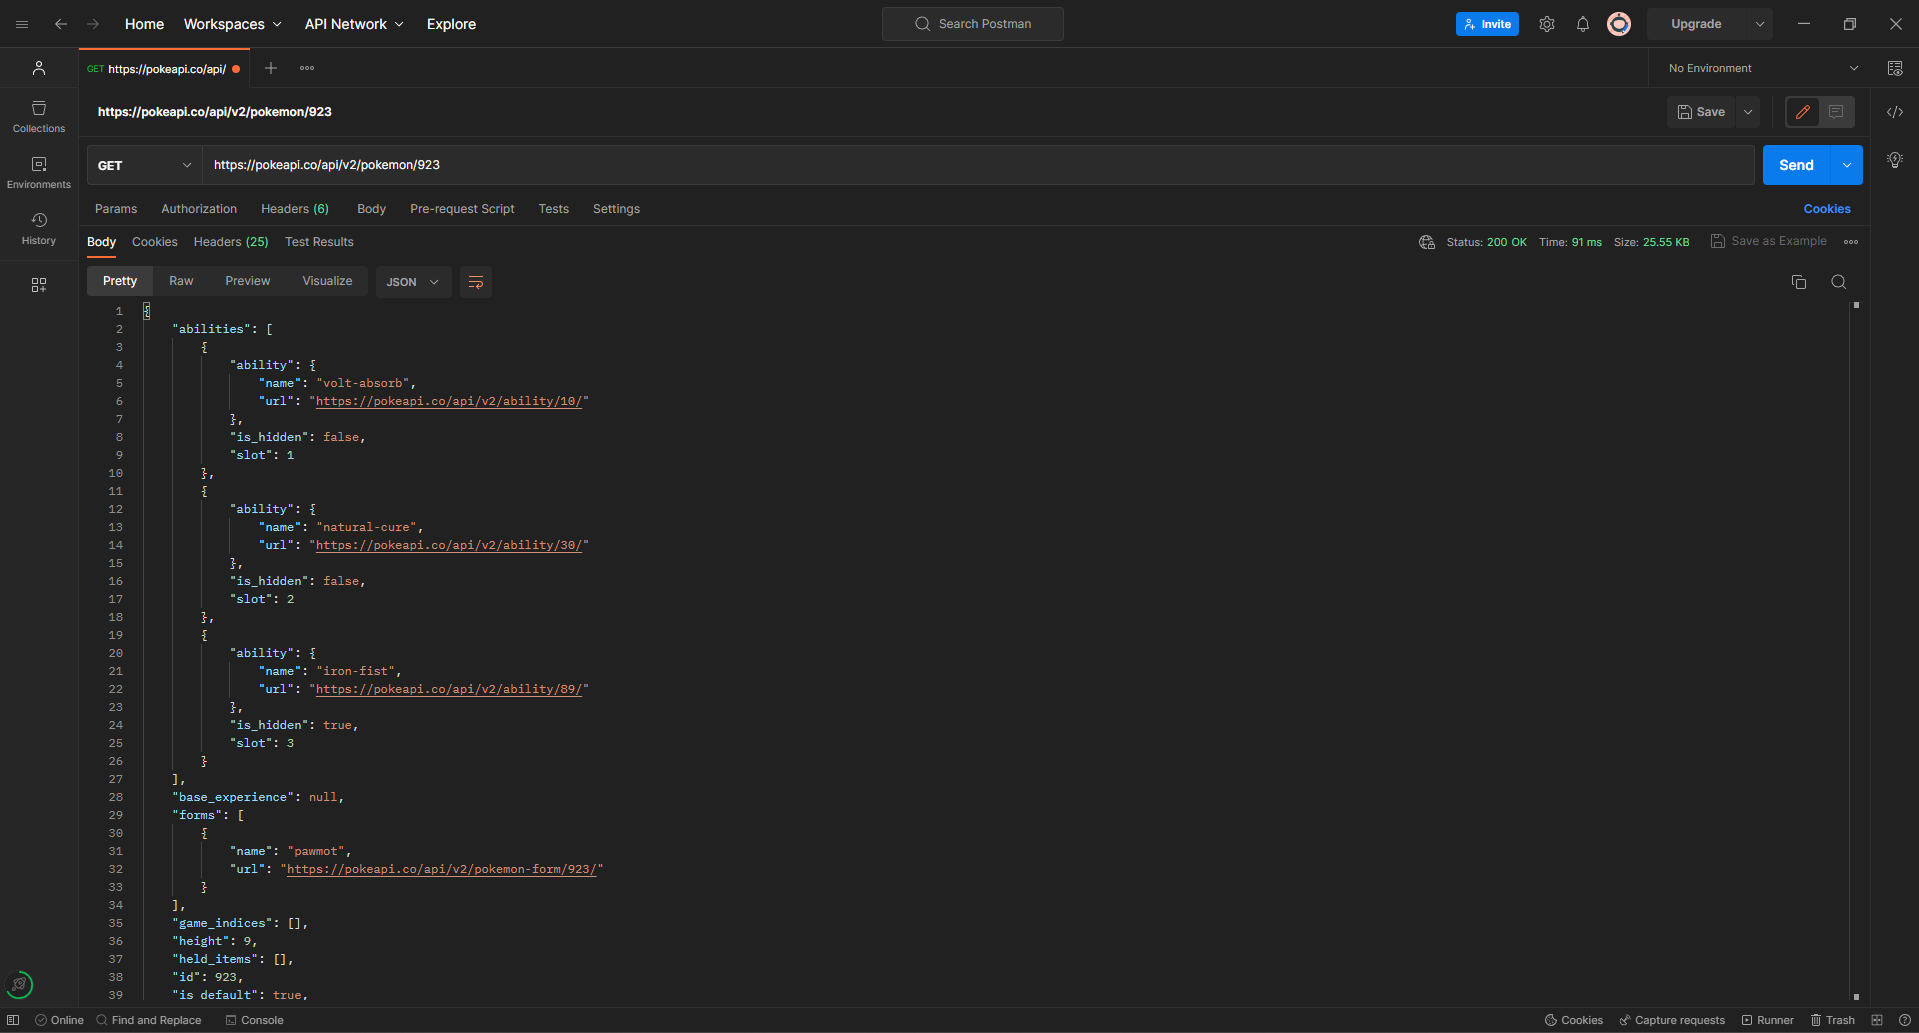 Home Workspaces API Network Explore Search Postman Invite Upgrade
GET https://pokeapi.co/api/ No Environment
https://pokeapi.co/api/v2/pokemon/923 Save
Collections
Environments
History
GET https://pokeapi.co/api/v2/pokemon/923 Send
Params Authorization Headers (6) Body Pre-request Script Tests Settings Cookies
Body Cookies Headers (25) Test Results Status: 200 OK Time: 91 ms Size: 25.55 KB Save as Example
Pretty Raw Preview Visualize JSON
1 {
2 "abilities": [
3 {
4 "ability": {
5 "name": "volt-absorb",
6 "url": "https://pokeapi.co/api/v2/ability/10/"
7 },
8 "is_hidden": false,
9 "slot": 1
10 },
11 {
12 "ability": {
13 "name": "natural-cure",
14 "url": "https://pokeapi.co/api/v2/ability/30/"
15 },
16 "is_hidden": false,
17 "slot": 2
18 },
19 {
20 "ability": {
21 "name": "iron-fist",
22 "url": "https://pokeapi.co/api/v2/ability/89/"
23 },
24 "is_hidden": true,
25 "slot": 3
26 }
27 ],
28 "base_experience": null,
29 "forms": [
30 {
31 "name": "pawmot",
32 "url": "https://pokeapi.co/api/v2/pokemon-form/923/"
33 }
34 ],
35 "game_indices": [],
36 "height": 9,
37 "held_items": [],
38 "id": 923,
39 "is_default": true,
Online Find and Replace Console Cookies Capture requests Runner Trash